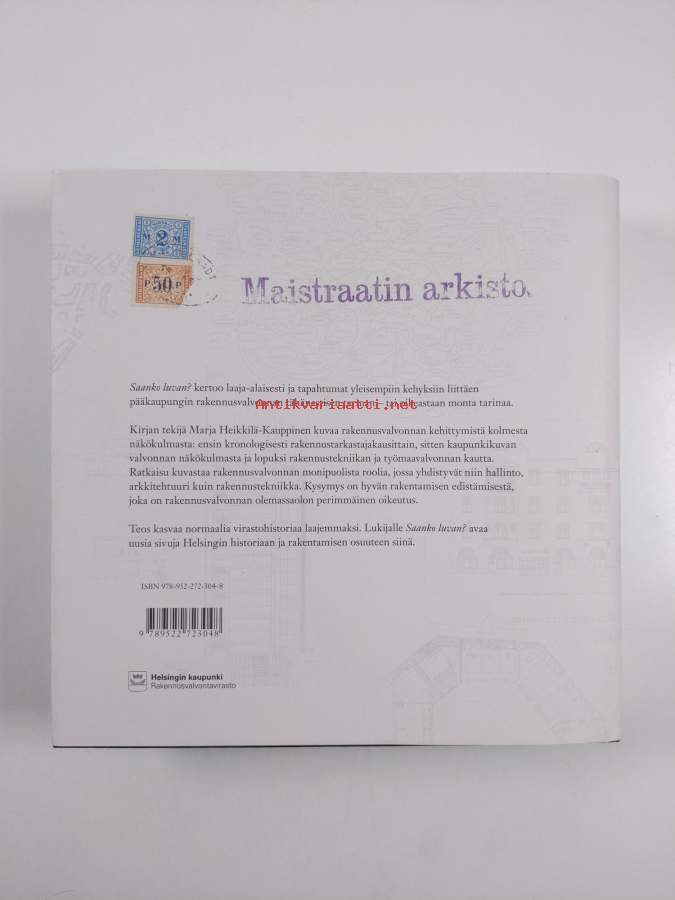 M 2 M
P 50 P
Maistraatin arkisto.
Saanko luvan? kertoo laaja-alaisesti ja tapahtumat yleisempiin kehyksiin liittäen
pääkaupungin rakennusvalvonnan tarinaa.
Antikvariaatti.net
Kirjan tekijä Marja Heikkilä-Kauppinen kuvaa rakennusvalvonnan kehittymistä kolmesta
näkökulmasta: ensin kronologisesti rakennustarkastajakausittain, sitten kaupunkikuvan
valvonnan näkökulmasta ja lopuksi rakennustekniikan ja työmaavalvonnan kautta.
Ratkaisu kuvastaa rakennusvalvonnan monipuolista roolia, jossa yhdistyvät niin hallinto,
arkkitehtuuri kuin rakennustekniikka. Kysymys on hyvän rakentamisen edistämisestä,
joka on rakennusvalvonnan olemassaolon perimmäinen oikeutus.
Teos kasvaa normaalia virastohistoriaa laajemmaksi. Lukijalle Saanko luvan? avaa
uusia sivuja Helsingin historiaan ja rakentamisen osuuteen siinä.
ISBN 978-952-272-304-8
9 789522 723048
Helsingin kaupunki
Rakennusvalvontavirasto